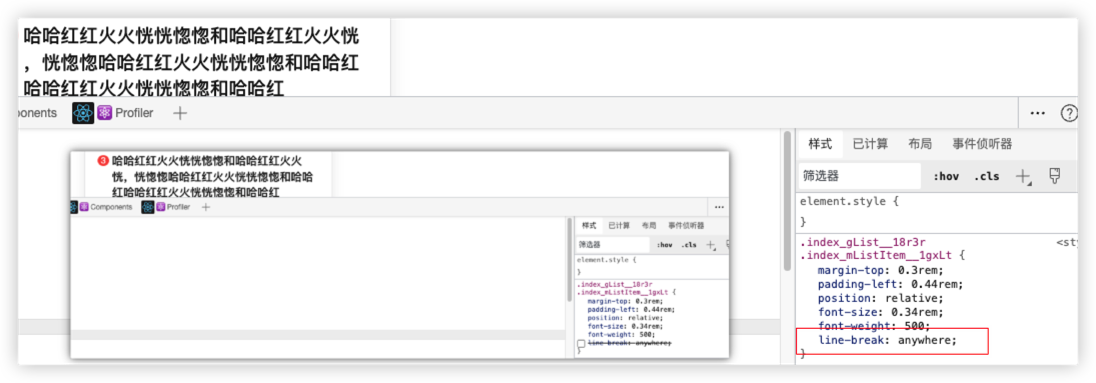 哈哈红红火火恍恍惚惚和哈哈红红火火恍
，恍惚惚哈哈红红火火恍恍惚惚和哈哈红
哈哈红红火火恍恍惚惚和哈哈红
omponents
Profiler
样式 已计算 布局 事件侦听器
筛选器 :hov .cls
element.style {
}
.index_gList__18r3r <sty
.index_mListItem__1gxLt {
margin-top: 0.3rem;
padding-left: 0.44rem;
position: relative;
font-size: 0.34rem;
font-weight: 500;
line-break: anywhere;
}
3 哈哈红红火火恍恍惚惚和哈哈红红火火
恍，恍惚惚哈哈红红火火恍恍惚惚和哈哈
红哈哈红红火火恍恍惚惚和哈哈红
Components Profiler
样式 已计算 布局 事件侦听器
筛选器 :hov .cls
element.style {
}
.index_gList__18r3r
.index_mListItem__1gxLt {
margin-top: 0.3rem;
padding-left: 0.44rem;
position: relative;
font-size: 0.34rem;
font-weight: 500;
line-break: anywhere;
}